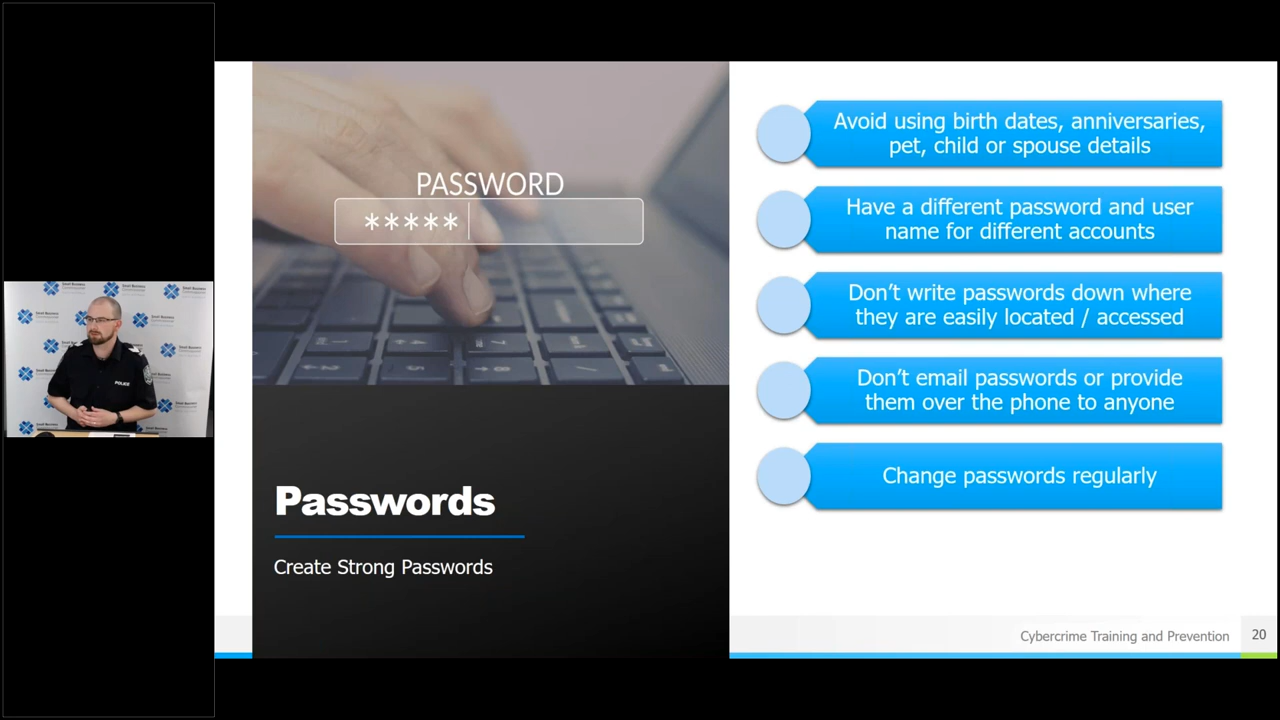 PASSWORD
*****
Passwords
Create Strong Passwords
Avoid using birth dates, anniversaries,
pet, child or spouse details
Have a different password and user
name for different accounts
Don’t write passwords down where
they are easily located / accessed
Don’t email passwords or provide
them over the phone to anyone
Change passwords regularly
Cybercrime Training and Prevention
20
POLICE